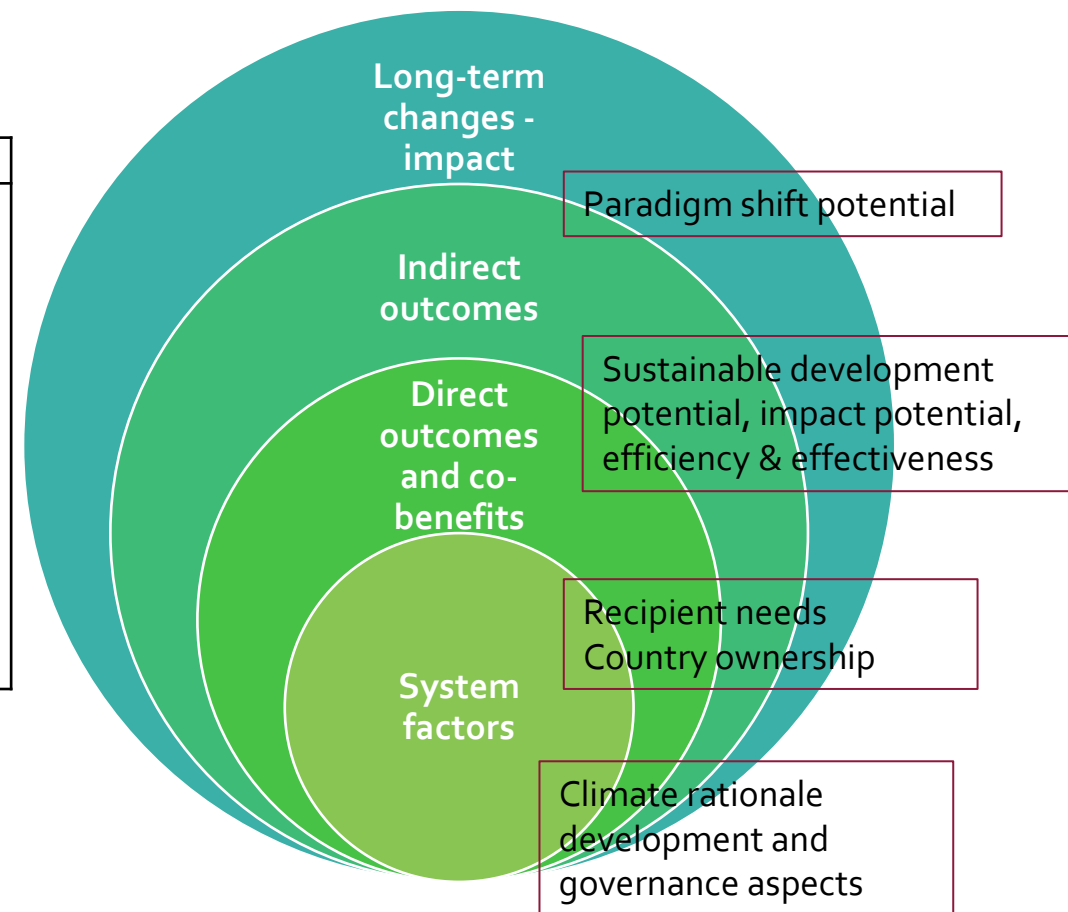 Long-term
changes -
impact
Paradigm shift potential
Indirect
outcomes
Sustainable development
potential, impact potential,
efficiency & effectiveness
Direct
outcomes
and co-
benefits
Recipient needs
Country ownership
System
factors
Climate rationale
development and
governance aspects